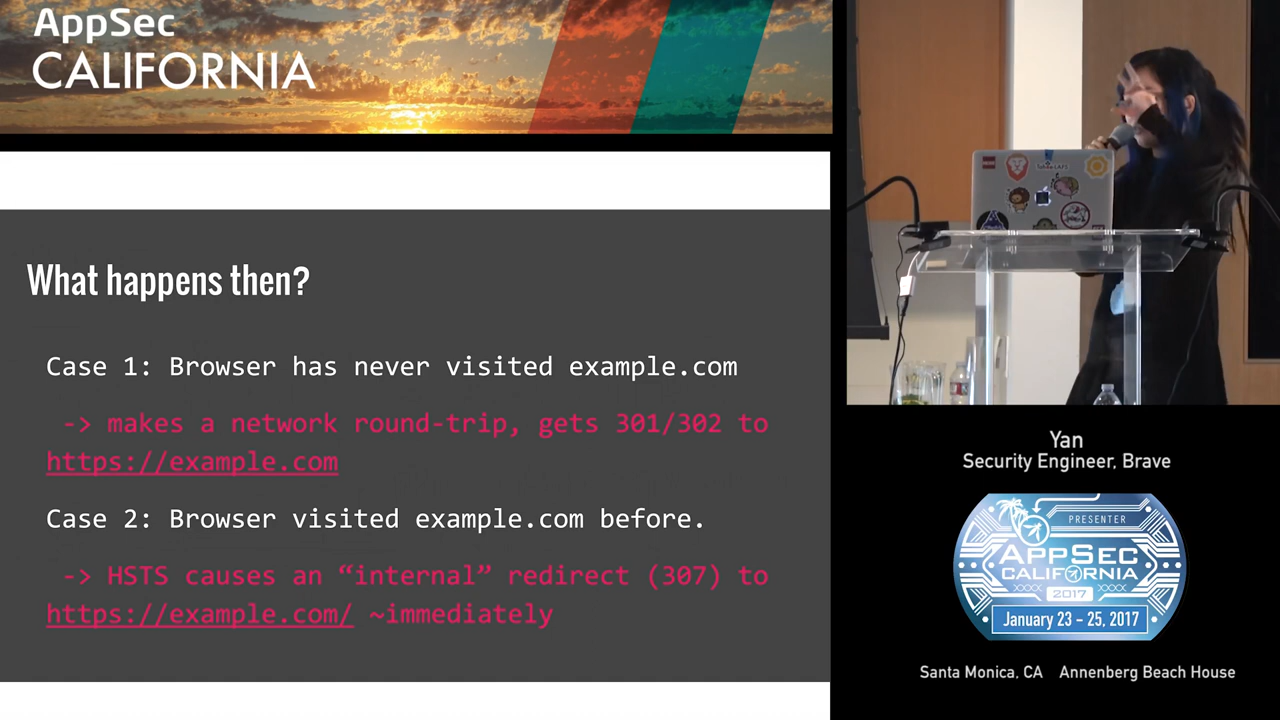 AppSec
CALIFORNIA
What happens then?
Case 1: Browser has never visited example.com
-> makes a network round-trip, gets 301/302 to
https://example.com
Case 2: Browser visited example.com before.
-> HSTS causes an “internal” redirect (307) to
https://example.com/ ~immediately
Yan
Security Engineer, Brave
PRESENTER
APPSEC
CALIFORNIA
2017
January 23 - 25, 2017
Santa Monica, CA Annenberg Beach House